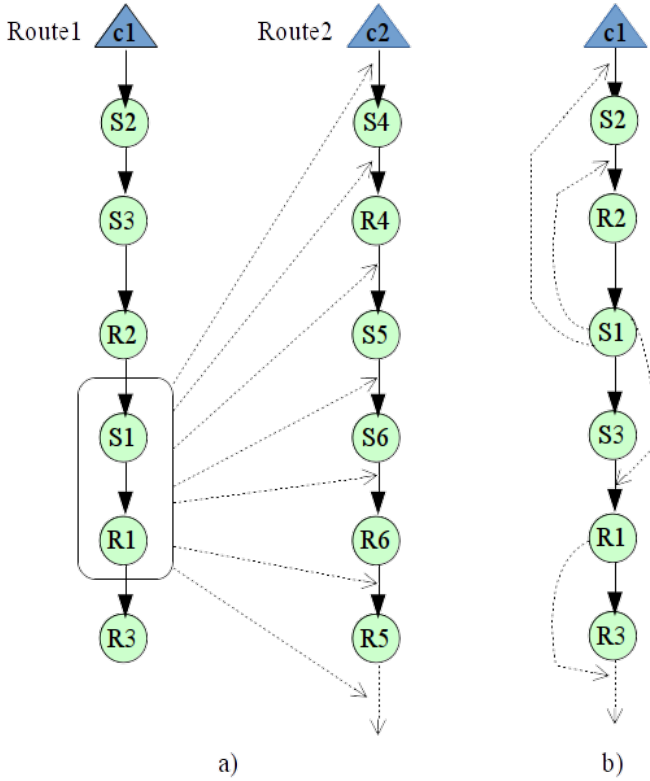 Route1 c1 Route2 c2 c1
S2 S4 S2
S3 R4 R2
R2 S5 S1
S1 S6 S3
R1 R6 R1
R3 R5 R3
a) b)